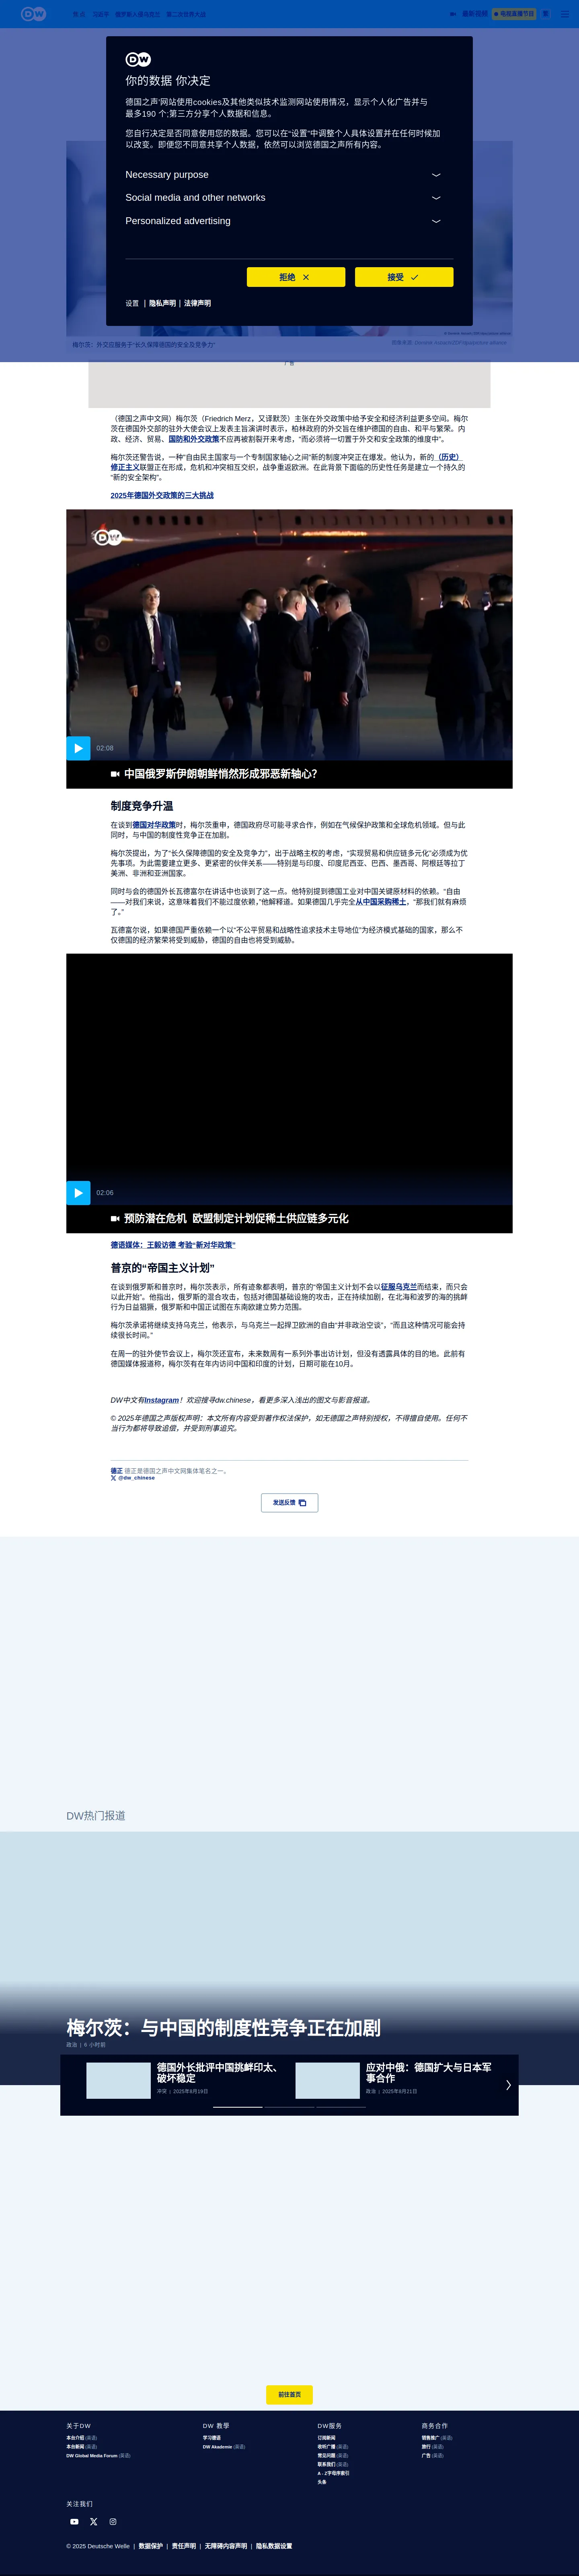 DW
焦点 习近平 俄罗斯入侵乌克兰 第二次世界大战
最新视频
电视直播节目
你的数据 你决定
德国之声'网站使用cookies及其他类似技术监测网站使用情况，显示个人化广告并与
最多190 个;第三方分享个人数据和信息。
您自行决定是否同意使用您的数据。您可以在"设置"中调整个人具体设置并在任何时候加
以改变。即便您不同意共享个人数据，依然可以浏览德国之声所有内容。
Necessary purpose
Social media and other networks
Personalized advertising
拒绝
接受
设置 | 隐私声明 | 法律声明
梅尔茨：外交应服务于"长久保障德国的安全及竞争力"
广告
（德国之声中文网）梅尔茨（Friedrich Merz，又译默茨）主张在外交政策中给予安全和经济利益更多空间。梅尔
茨在德国外交部的驻外大使会议上发表主旨演讲时表示，柏林政府的外交旨在维护德国的自由、和平与繁荣。内
政、经济、贸易、国防和外交政策不应再被割裂开来考虑，"而必须将一切置于外交和安全政策的维度中"。
梅尔茨还警告说，一种"自由民主国家与一个专制国家轴心之间"新的制度冲突正在爆发。他认为，新的（历史）
修正主义联盟正在形成，危机和冲突相互交织，战争重返欧洲。在此背景下面临的历史性任务是建立一个持久的
"新的安全架构"。
2025年德国外交政策的三大挑战
DW
02:08
中国俄罗斯伊朗朝鲜悄然形成邪恶新轴心？
制度竞争升温
在谈到德国对华政策时，梅尔茨重申，德国政府尽可能寻求合作，例如在气候保护政策和全球危机领域。但与此
同时，与中国的制度性竞争正在加剧。
梅尔茨提出，为了"长久保障德国的安全及竞争力"，出于战略主权的考虑，"实现贸易和供应链多元化"必须成为优
先事项。为此需要建立更多、更紧密的伙伴关系——特别是与印度、印度尼西亚、巴西、墨西哥、阿根廷等拉丁
美洲、非洲和亚洲国家。
同时与会的德国外长瓦德富尔在讲话中也谈到了这一点。他特别提到德国工业对中国关键原材料的依赖。"自由
——对我们来说，这意味着我们不能过度依赖，"他解释道。如果德国几乎完全从中国采购稀土，"那我们就有麻烦
了。"
瓦德富尔说，如果德国严重依赖一个以"不公平贸易和战略性追求技术主导地位"为经济模式基础的国家，那么不
仅德国的经济繁荣将受到威胁，德国的自由也将受到威胁。
02:06
预防潜在危机 欧盟制定计划促稀土供应链多元化
德语媒体：王毅访德 考验"新对华政策"
普京的"帝国主义计划"
在谈到俄罗斯和普京时，梅尔茨表示，所有迹象都表明，普京的"帝国主义计划不会以征服乌克兰而结束，而只会
以此开始"。他指出，俄罗斯的混合攻击，包括对德国基础设施的攻击，正在持续加剧，在北海和波罗的海的挑衅
行为日益猖獗，俄罗斯和中国正试图在东南欧建立势力范围。
梅尔茨承诺将继续支持乌克兰，他表示，与乌克兰一起捍卫欧洲的自由"并非政治空谈"，"而且这种情况可能会持
续很长时间。"
在周一的驻外使节会议上，梅尔茨还宣布，未来数周有一系列外事出访计划，但没有透露具体的目的地。此前有
德国媒体报道称，梅尔茨有在年内访问中国和印度的计划，日期可能在10月。
DW中文有Instagram！欢迎搜寻dw.chinese，看更多深入浅出的图文与影音报道。
© 2025年德国之声版权声明：本文所有内容受到著作权法保护，如无德国之声特别授权，不得擅自使用。任何不
当行为都将导致追偿，并受到刑事追究。
德正 德正是德国之声中文网集体笔名之一。
@dw_chinese
发送反馈
DW热门报道
梅尔茨：与中国的制度性竞争正在加剧
政治 | 6 小时前
德国外长批评中国挑衅印太、
破坏稳定
冲突 | 2025年8月19日
应对中俄：德国扩大与日本军
事合作
政治 | 2025年8月21日
前往首页
关于DW
本台介绍 (英语)
本台新闻 (英语)
DW Global Media Forum (英语)
DW 教學
学习德语
DW Akademie (英语)
DW服务
订阅新闻
收听广播 (英语)
常见问题 (英语)
联系我们 (英语)
A - Z字母序索引
头条
商务合作
销售推广 (英语)
旅行 (英语)
广告 (英语)
关注我们
© 2025 Deutsche Welle | 数据保护 | 责任声明 | 无障碍内容声明 | 隐私数据设置